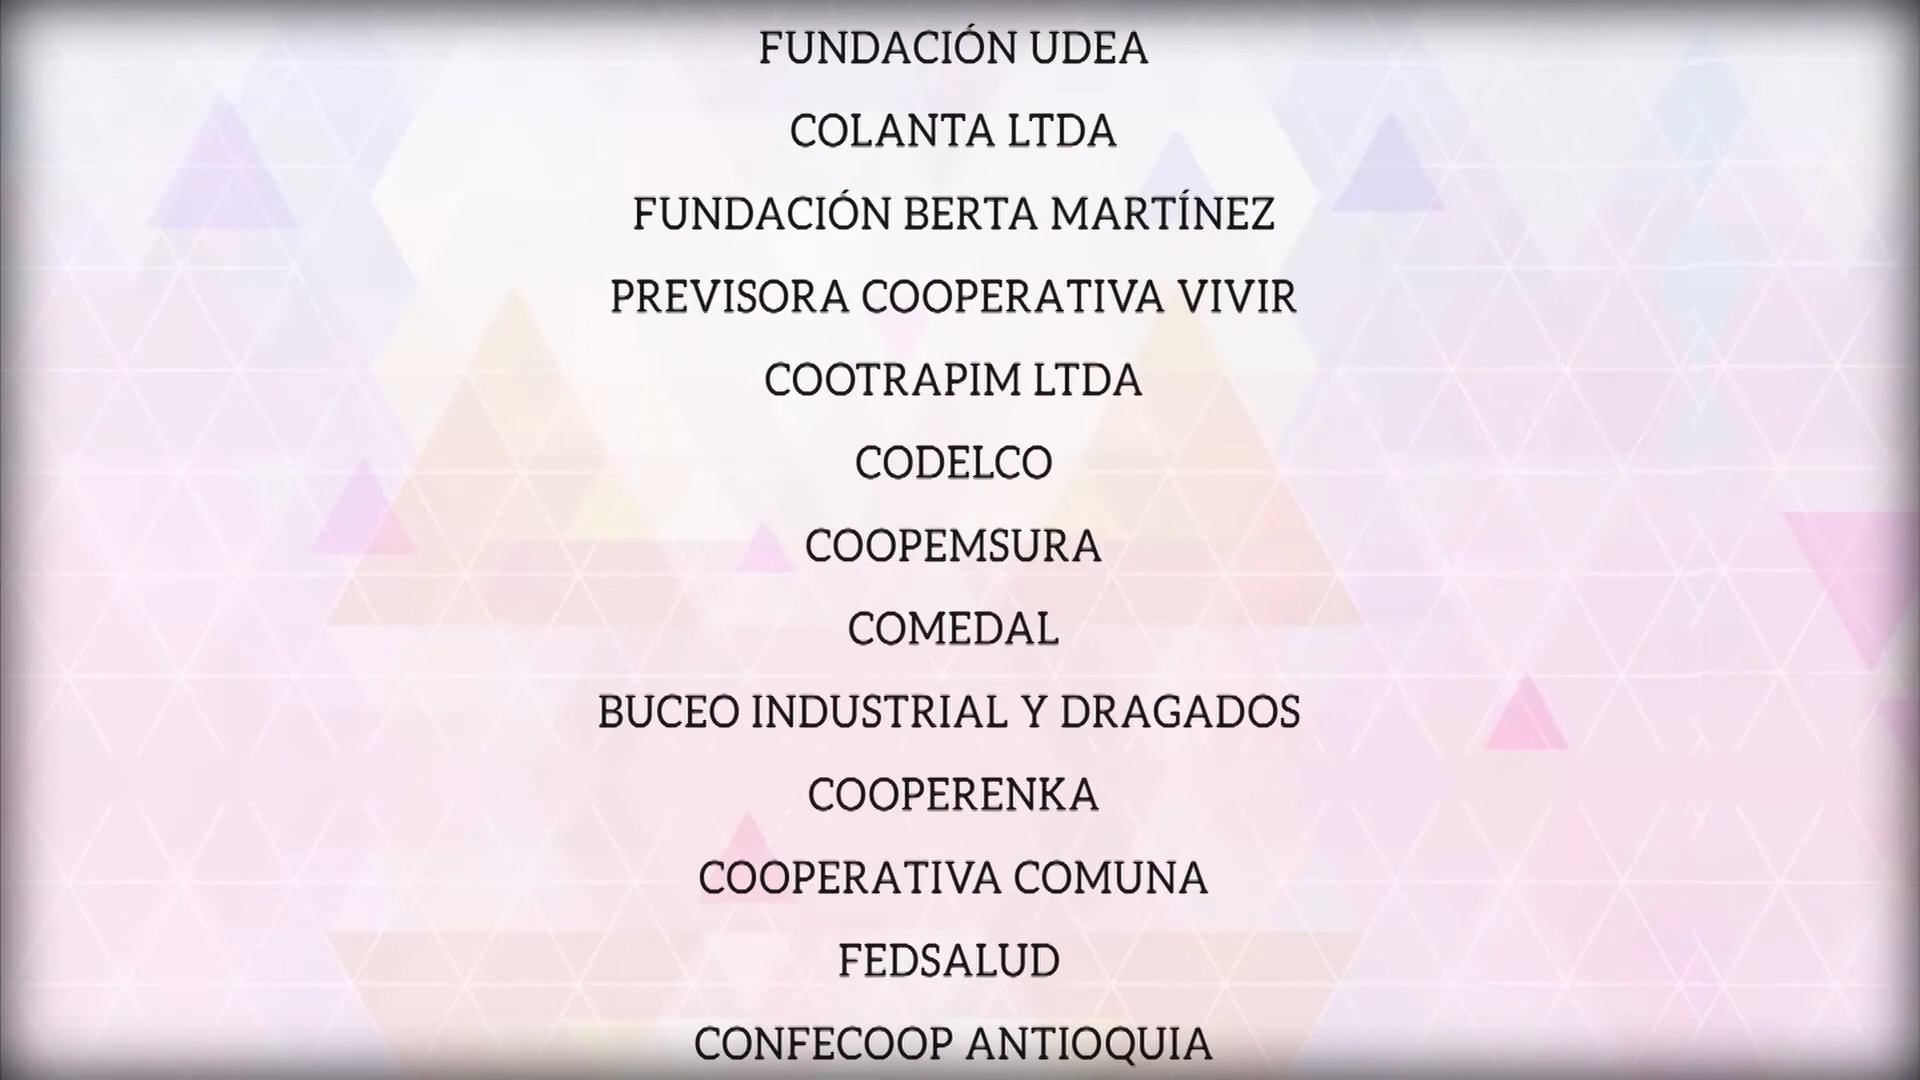 FUNDACIÓN UDEA
COLANTA LTDA
FUNDACIÓN BERTA MARTÍNEZ
PREVISORA COOPERATIVA VIVIR
COOTRAPIM LTDA
CODELCO
COOPEMSURA
COMEDAL
BUCEO INDUSTRIAL Y DRAGADOS
COOPERENKA
COOPERATIVA COMUNA
FEDSALUD
CONFECOOP ANTIOQUIA